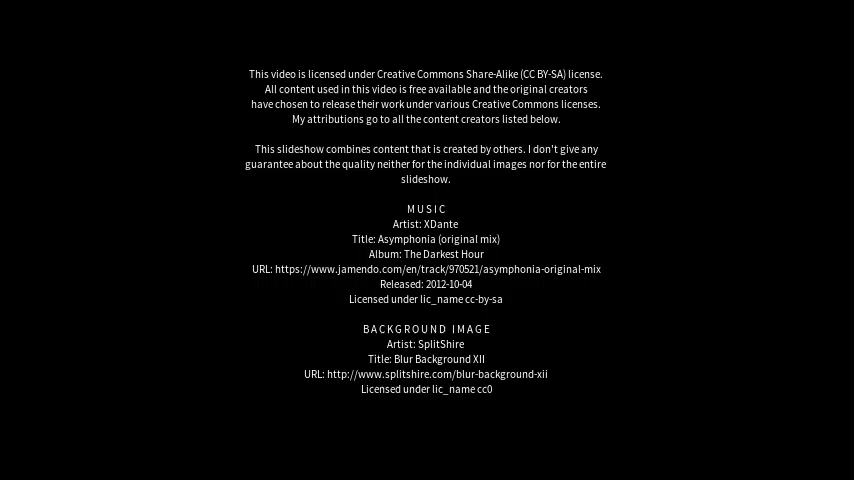 This video is licensed under Creative Commons Share-Alike (CC BY-SA) license.
All content used in this video is free available and the original creators
have chosen to release their work under various Creative Commons licenses.
My attributions go to all the content creators listed below.
This slideshow combines content that is created by others. I don't give any
guarantee about the quality neither for the individual images nor for the entire
slideshow.
MUSIC
Artist: XDante
Title: Asymphonia (original mix)
Album: The Darkest Hour
URL: https://www.jamendo.com/en/track/970521/asymphonia-original-mix
Released: 2012-10-04
Licensed under lic_name cc-by-sa
BACKGROUND IMAGE
Artist: SplitShire
Title: Blur Background XII
URL: http://www.splitshire.com/blur-background-xii
Licensed under lic_name cc0